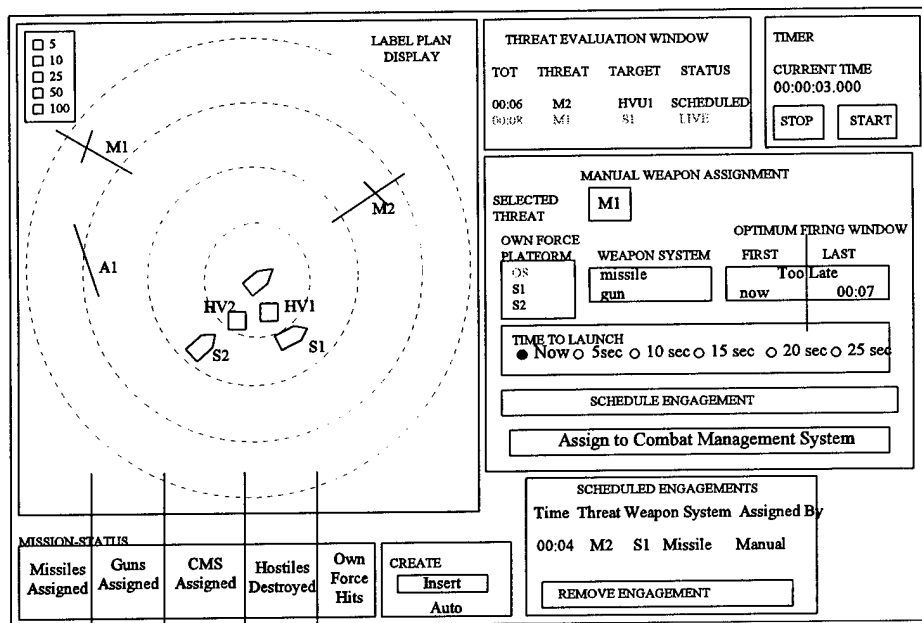 5
10
25
50
100
LABEL PLAN
DISPLAY
M1
M2
A1
HV2
HV1
S2
S1
THREAT EVALUATION WINDOW
TOT THREAT TARGET STATUS
00:06 M2 HVU1 SCHEDULED
00:08 M1 S1 LIVE
TIMER
CURRENT TIME
00:00:03.000
STOP START
MANUAL WEAPON ASSIGNMENT
SELECTED
THREAT
M1
OWN FORCE
PLATFORM
OS
S1
S2
WEAPON SYSTEM
missile
gun
OPTIMUM FIRING WINDOW
FIRST LAST
Too Late
now 00:07
TIME TO LAUNCH
Now 5sec 10 sec 15 sec 20 sec 25 sec
SCHEDULE ENGAGEMENT
Assign to Combat Management System
MISSION-STATUS
Missiles
Assigned
Guns
Assigned
CMS
Assigned
Hostiles
Destroyed
Own
Force
Hits
CREATE
Insert
Auto
SCHEDULED ENGAGEMENTS
Time Threat Weapon System Assigned By
00:04 M2 S1 Missile Manual
REMOVE ENGAGEMENT